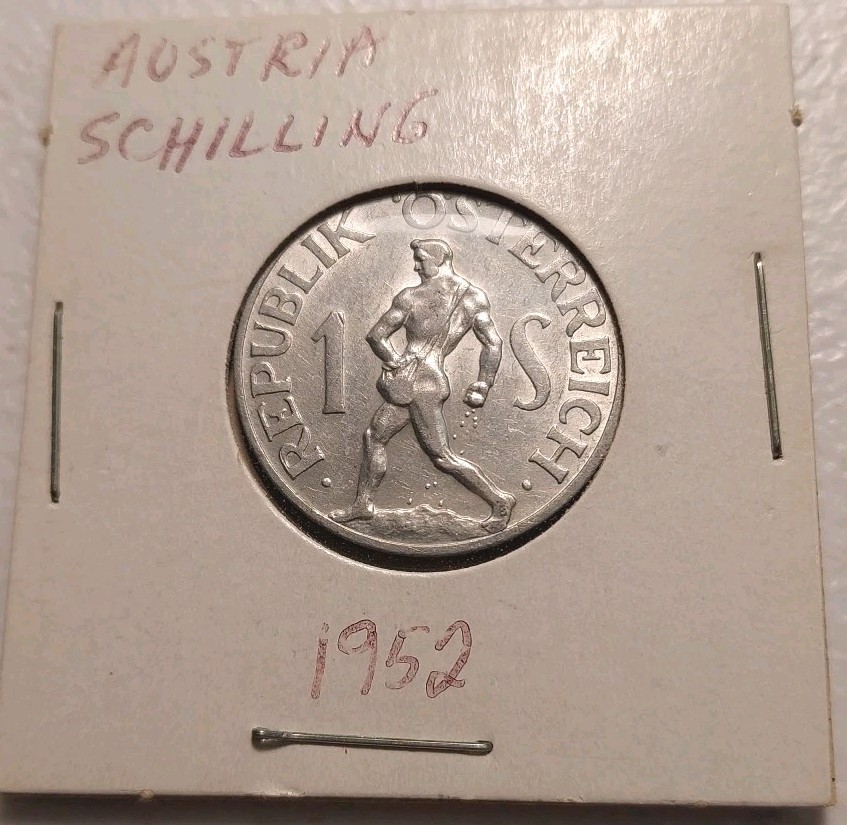 AUSTRIA
SCHILLING
· REPUBLIK ÖSTERREICH ·
1 S
1952